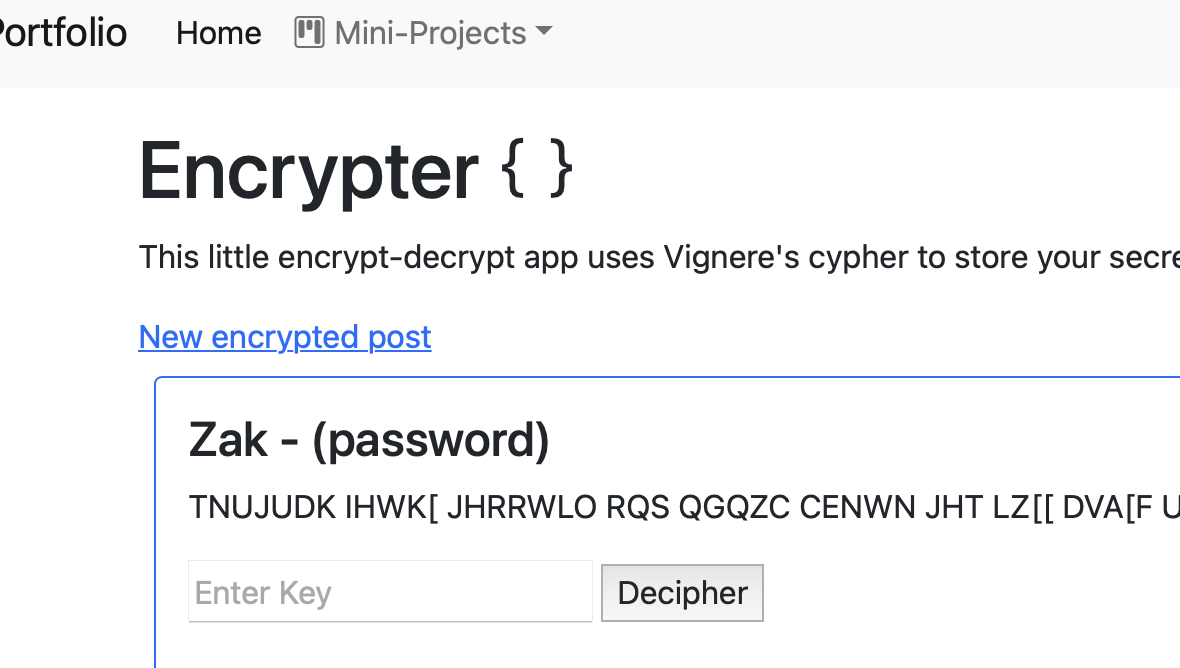 Portfolio Home Mini-Projects
Encrypter { }
This little encrypt-decrypt app uses Vignere's cypher to store your secre
New encrypted post
Zak - (password)
TNUJUDK IHWK[ JHRRWLO RQS QGQZC CENWN JHT LZ[[ DVA[F U
Enter Key Decipher